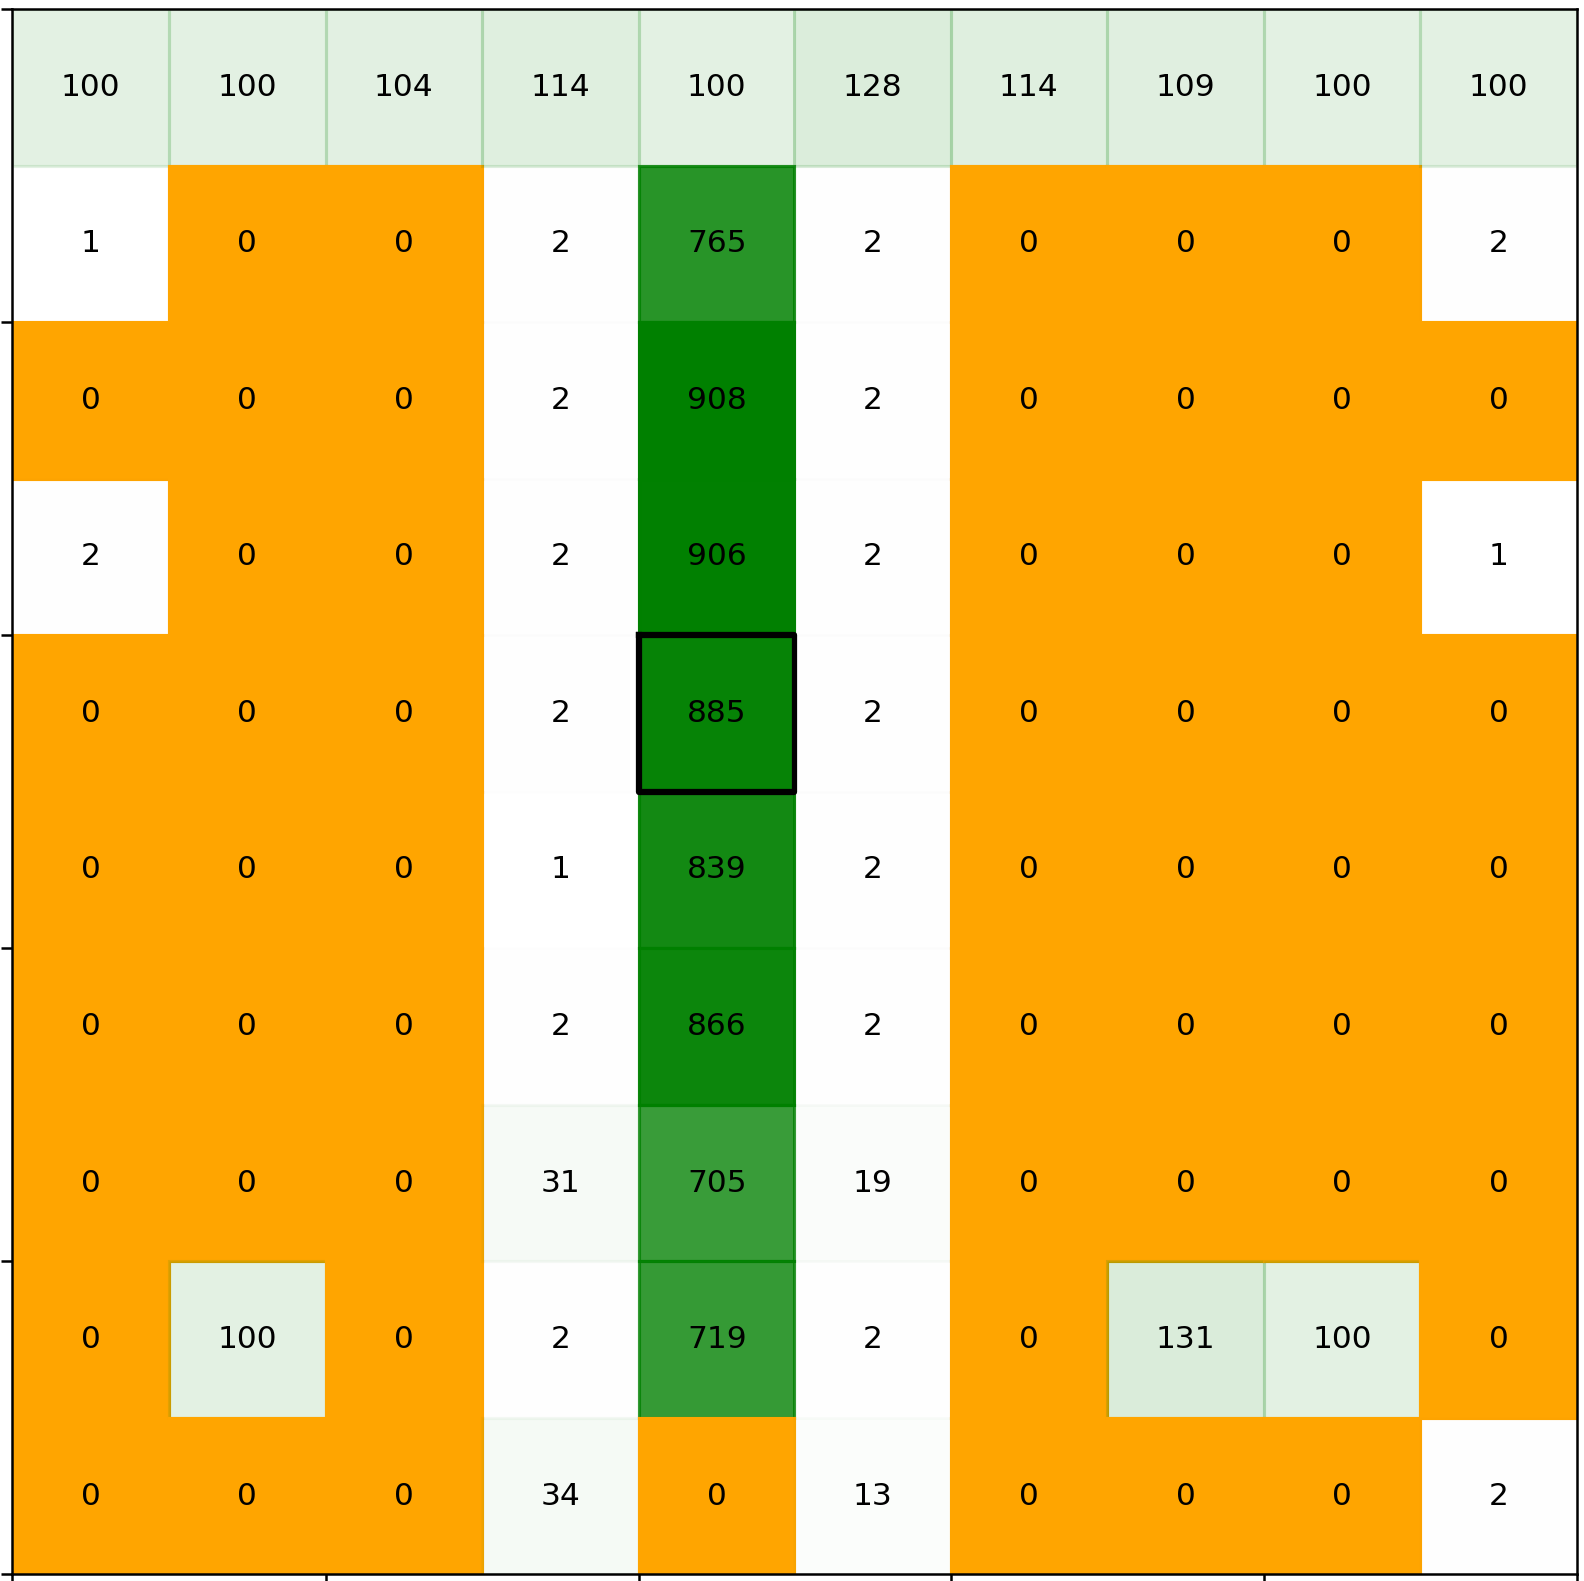 100 100 104 114 100 128 114 109 100 100
1 0 0 2 765 2 0 0 0 2
0 0 0 2 908 2 0 0 0 0
2 0 0 2 906 2 0 0 0 1
0 0 0 2 885 2 0 0 0 0
0 0 0 1 839 2 0 0 0 0
0 0 0 2 866 2 0 0 0 0
0 0 0 31 705 19 0 0 0 0
0 100 0 2 719 2 0 131 100 0
0 0 0 34 0 13 0 0 0 2